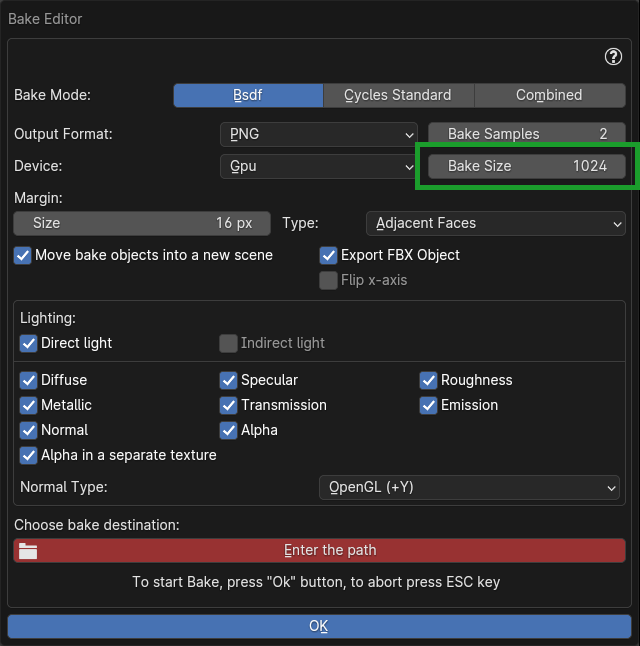 Bake Editor
?
Bake Mode: Bsdf Cycles Standard Combined
Output Format: PNG Bake Samples 2
Device: Gpu Bake Size 1024
Margin:
Size 16 px Type: Adjacent Faces
Move bake objects into a new scene Export FBX Object
Flip x-axis
Lighting:
Direct light Indirect light
Diffuse Specular Roughness
Metallic Transmission Emission
Normal Alpha
Alpha in a separate texture
Normal Type: OpenGL (+Y)
Choose bake destination:
Enter the path
To start Bake, press "Ok" button, to abort press ESC key
OK